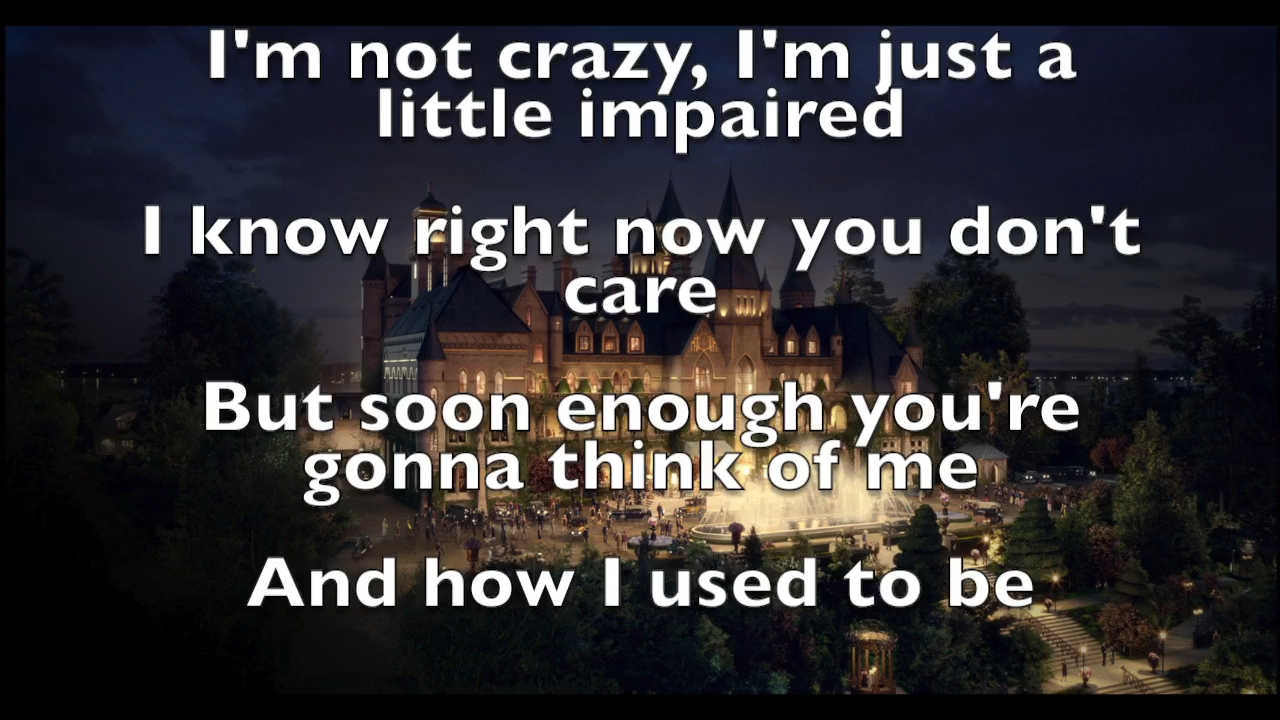 I'm not crazy, I'm just a
little impaired
I know right now you don't
care
But soon enough you're
gonna think of me
And how I used to be